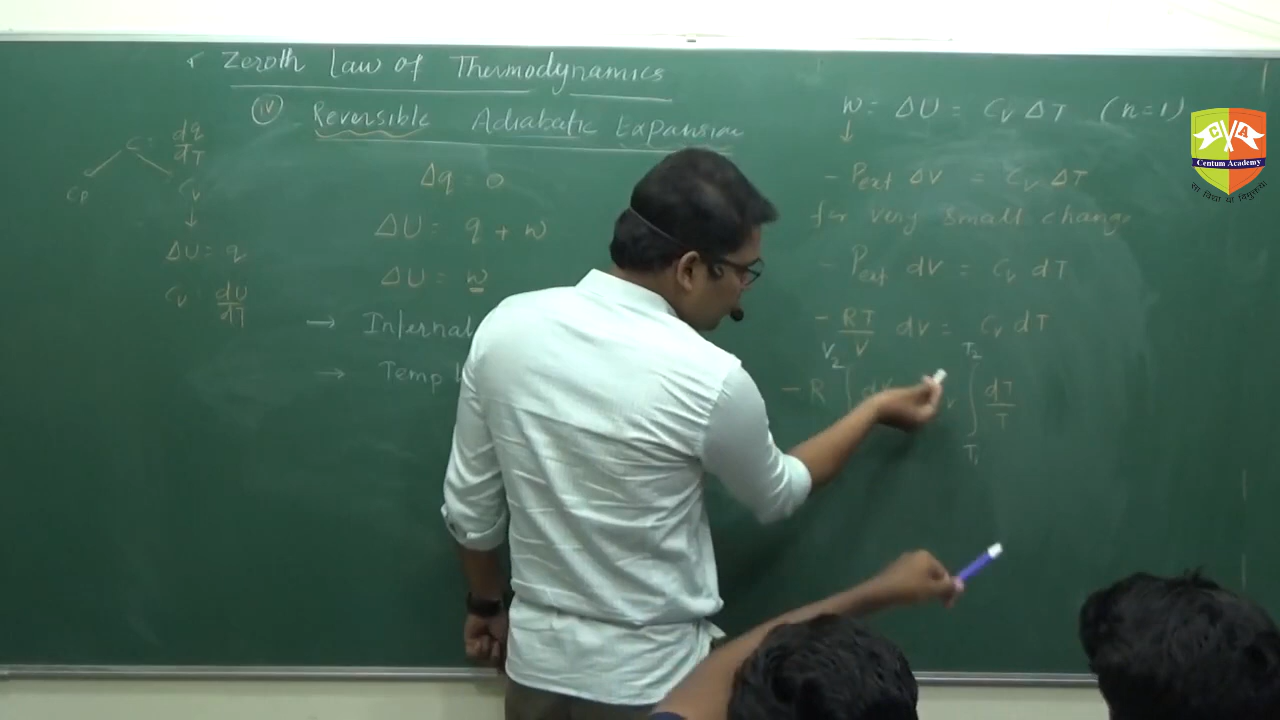 Zeroth Law of Thermodynamics
(iv) Reversible Adiabatic Expansion
C = dq/dT
Cp
Cv
ΔU = q
Cv = dU/dT
Δq = 0
ΔU = q + w
ΔU = w
→ Internal
→ Temp
w = ΔU = Cv ΔT (n=1)
- Pext ΔV = Cv ΔT
for very small change
- Pext dV = Cv dT
- RT/V dV = Cv dT
V2 T2
- R ∫ dV v ∫ dT/T
T1
CVA
Centum Academy